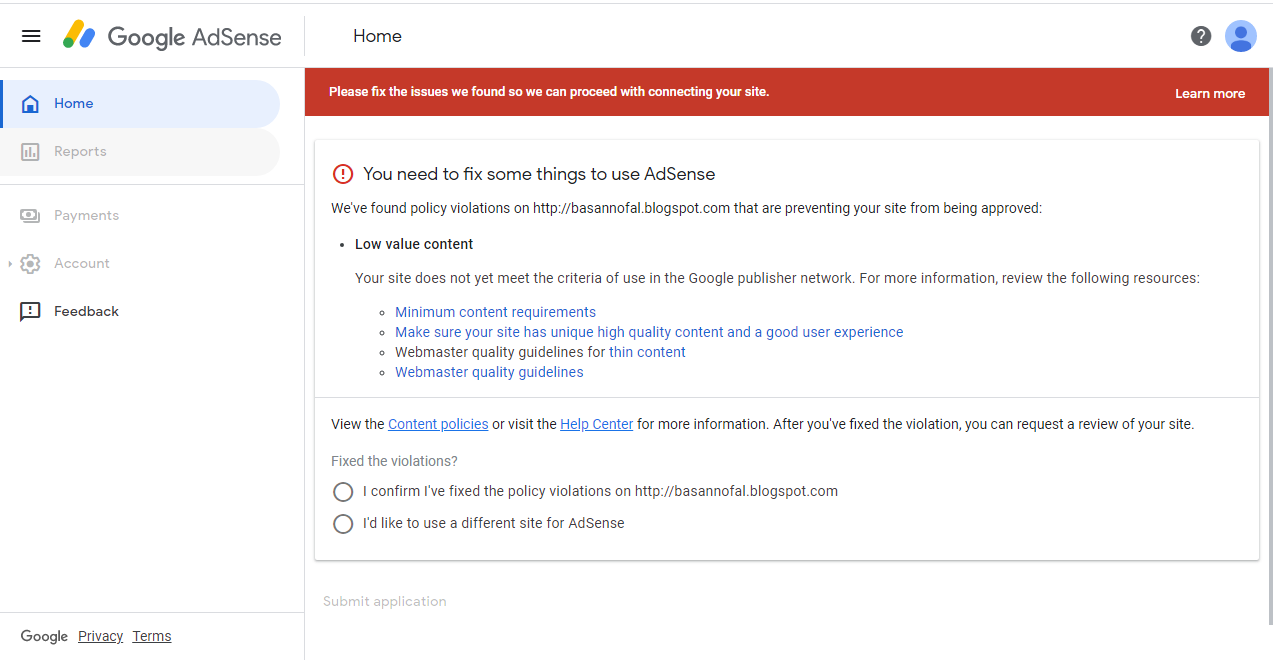 Google AdSense
Home
Home
Reports
Payments
Account
Feedback
Please fix the issues we found so we can proceed with connecting your site.
Learn more
You need to fix some things to use AdSense
We've found policy violations on http://basannofal.blogspot.com that are preventing your site from being approved:
• Low value content
Your site does not yet meet the criteria of use in the Google publisher network. For more information, review the following resources:
Minimum content requirements
Make sure your site has unique high quality content and a good user experience
Webmaster quality guidelines for thin content
Webmaster quality guidelines
View the Content policies or visit the Help Center for more information. After you've fixed the violation, you can request a review of your site.
Fixed the violations?
I confirm I've fixed the policy violations on http://basannofal.blogspot.com
I'd like to use a different site for AdSense
Submit application
Google Privacy Terms